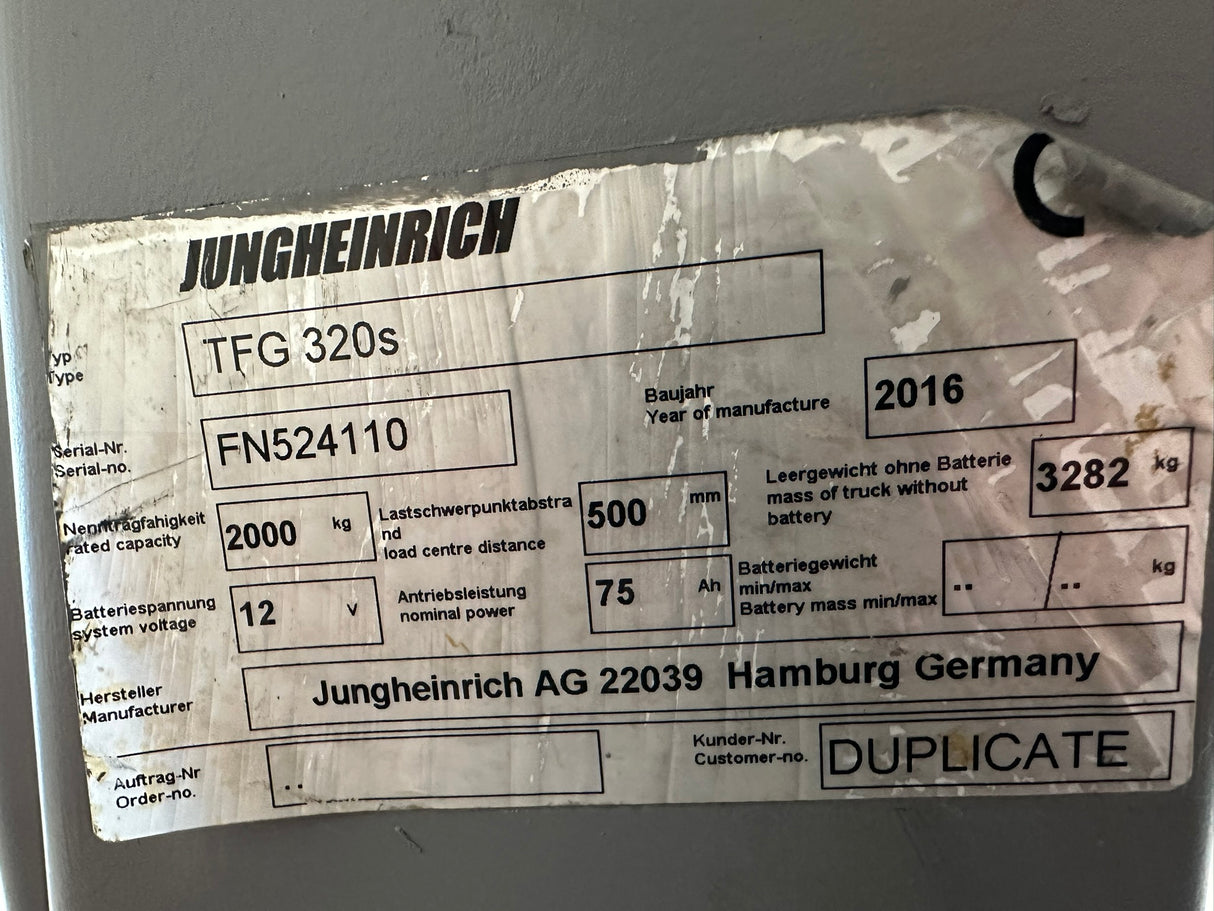 JUNGHEINRICH
Typ
Type
TFG 320s
Serial-Nr.
Serial-no.
FN524110
Baujahr
Year of manufacture
2016
Nenntragfahigkeit
rated capacity
2000 kg
Lastschwerpunktabstra
nd
load centre distance
500 mm
Leergewicht ohne Batterie
mass of truck without
battery
3282 kg
Batteriespannung
system voltage
12 V
Antriebsleistung
nominal power
75 Ah
Batteriegewicht
min/max
Battery mass min/max
.. / .. kg
Hersteller
Manufacturer
Jungheinrich AG 22039 Hamburg Germany
Auftrag-Nr
Order-no.
..
Kunder-Nr.
Customer-no.
DUPLICATE